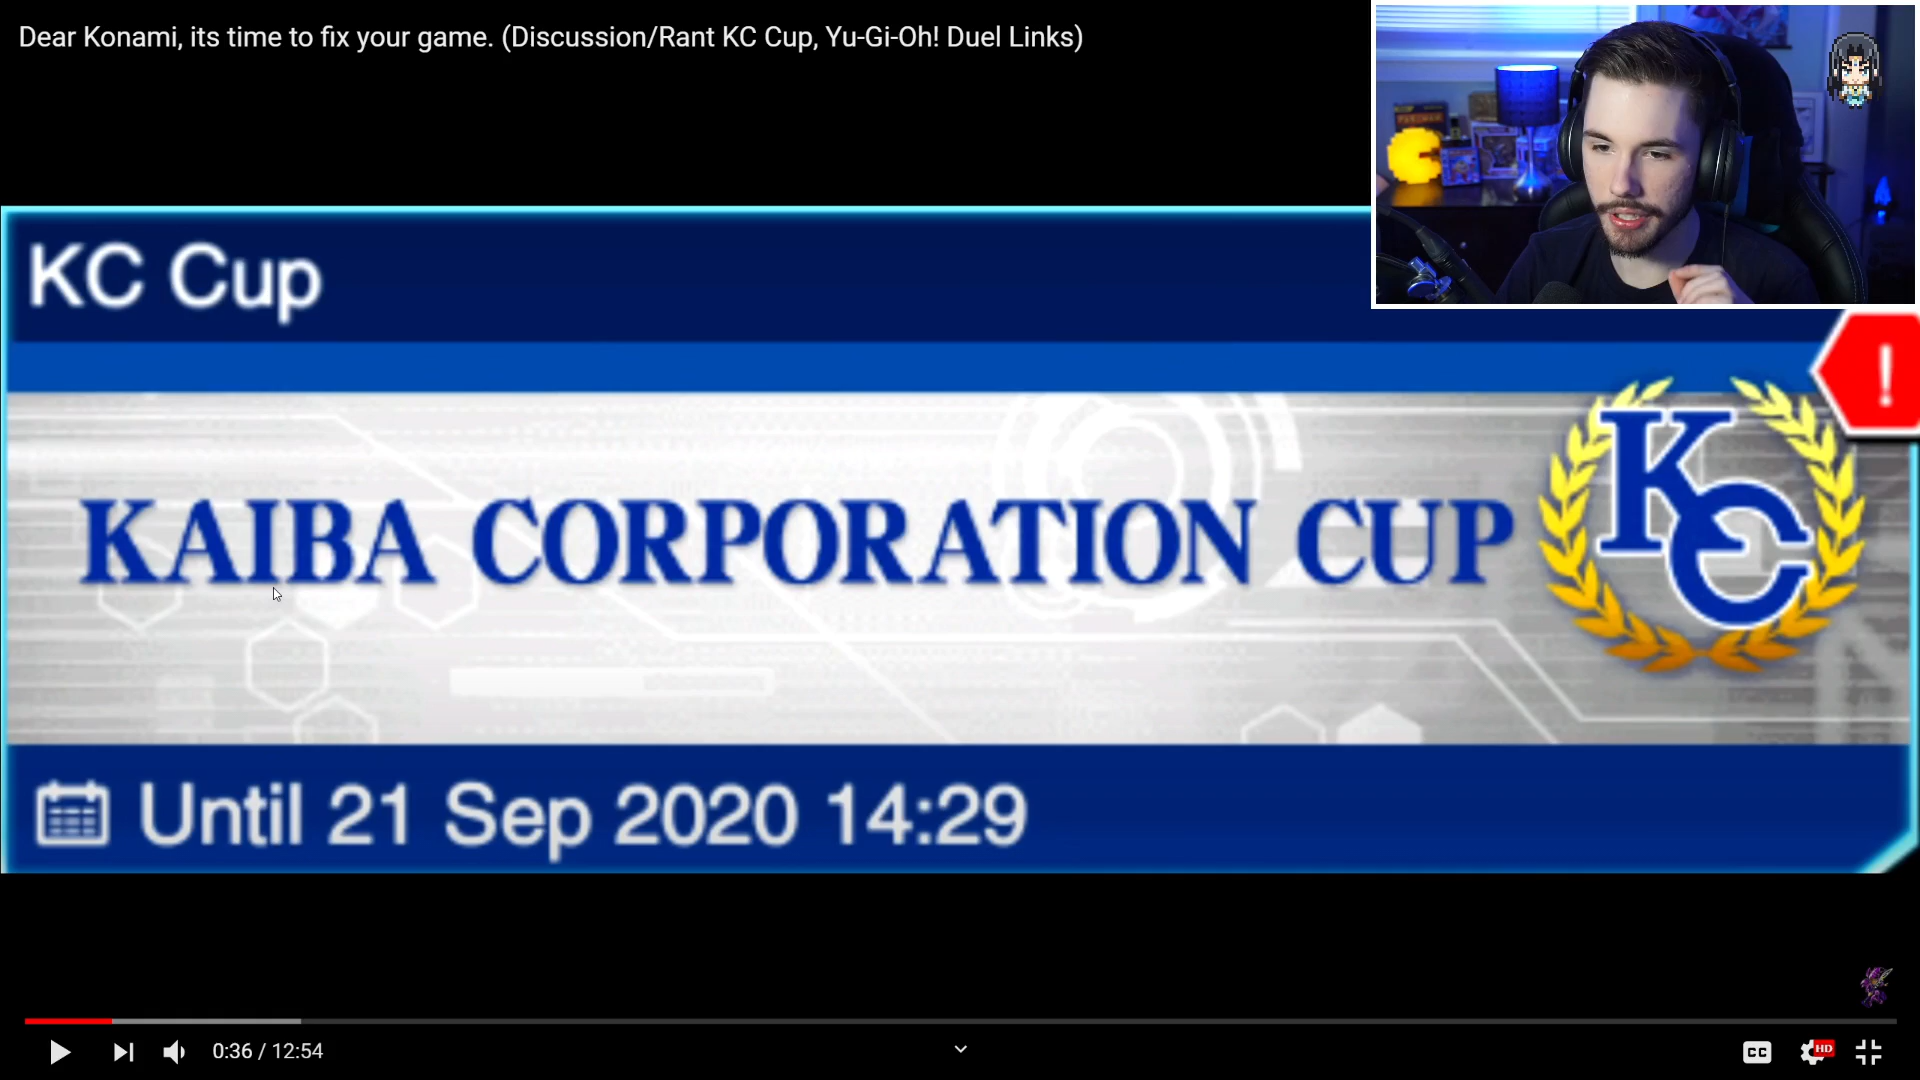 Dear Konami, its time to fix your game. (Discussion/Rant KC Cup, Yu-Gi-Oh! Duel Links)
KC Cup
!
KAIBA CORPORATION CUP
KC
Until 21 Sep 2020 14:29
0:36 / 12:54
CC
HD